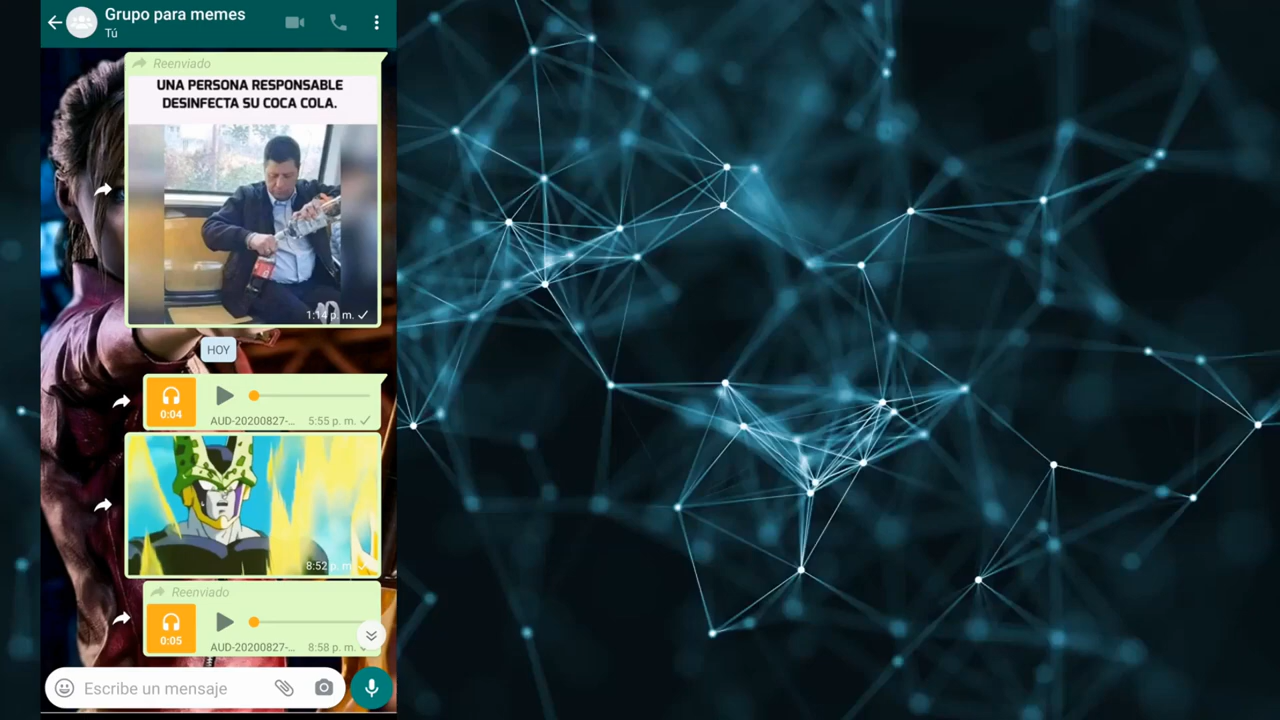 Grupo para memes
Tú
Reenviado
UNA PERSONA RESPONSABLE
DESINFECTA SU COCA COLA.
1:14 p. m.
HOY
0:04
AUD-20200827-... 5:55 p. m.
8:52 p. m.
Reenviado
0:05
AUD-20200827-... 8:58 p. m.
Escribe un mensaje